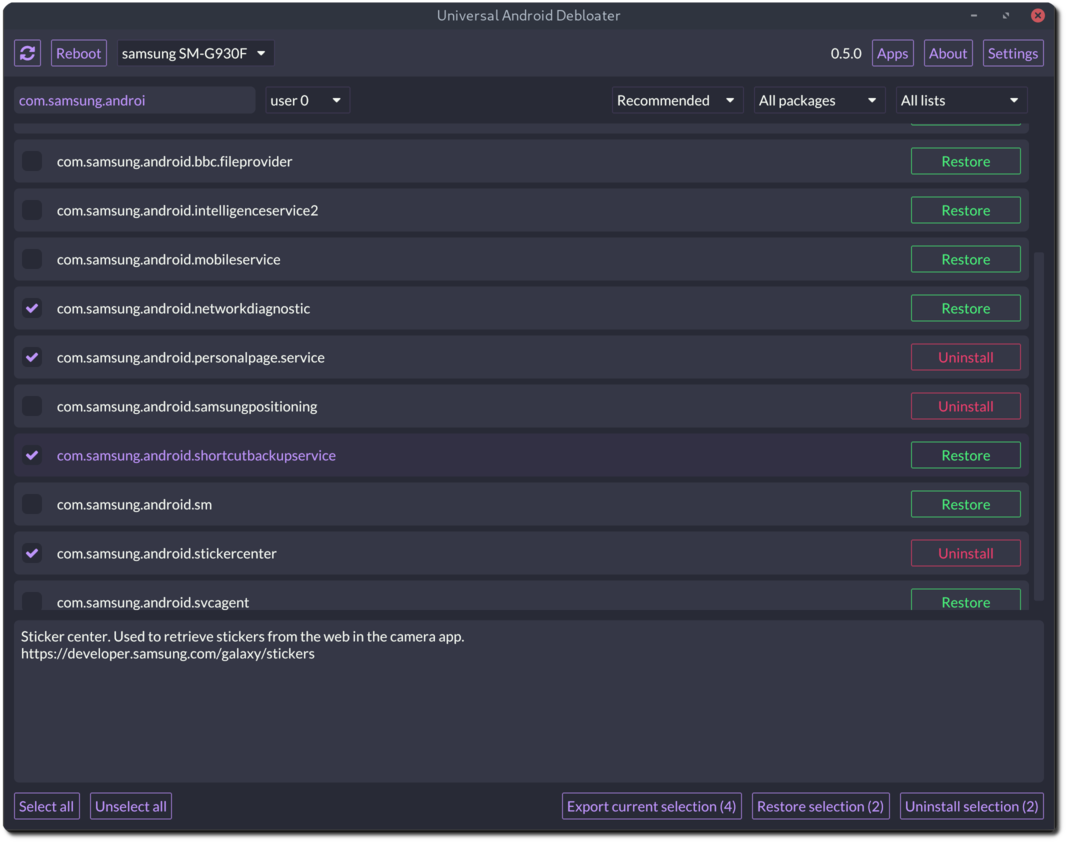 Universal Android Debloater
Reboot samsung SM-G930F 0.5.0 Apps About Settings
com.samsung.androi user 0 Recommended All packages All lists
com.samsung.android.bbc.fileprovider Restore
com.samsung.android.intelligenceservice2 Restore
com.samsung.android.mobileservice Restore
com.samsung.android.networkdiagnostic Restore
com.samsung.android.personalpage.service Uninstall
com.samsung.android.samsungpositioning Uninstall
com.samsung.android.shortcutbackupservice Restore
com.samsung.android.sm Restore
com.samsung.android.stickercenter Uninstall
com.samsung.android.svcagent Restore
Sticker center. Used to retrieve stickers from the web in the camera app.
https://developer.samsung.com/galaxy/stickers
Select all Unselect all Export current selection (4) Restore selection (2) Uninstall selection (2)